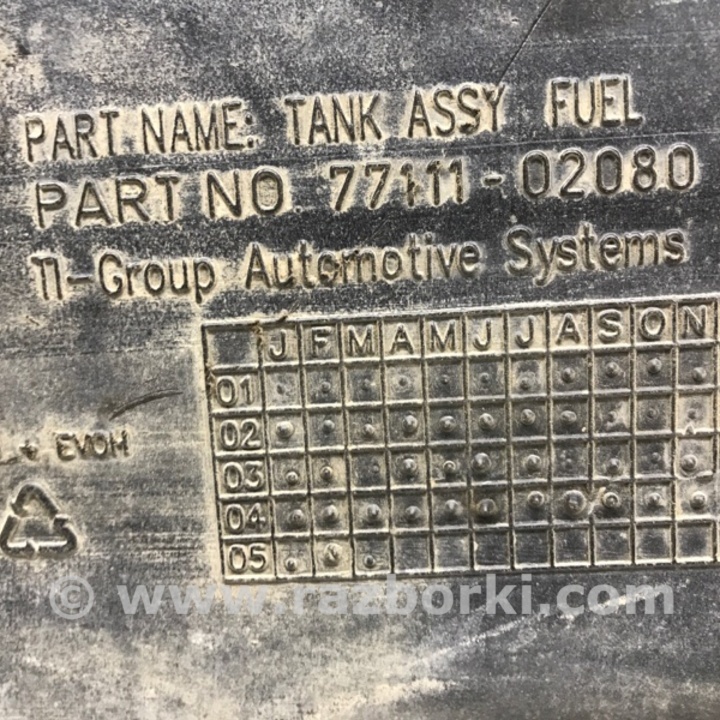 PART NAME: TANK ASSY FUEL
PART NO. 77111-02080
TI-Group Automotive Systems
J F M A M J J A S O N
01
02
03
04
05
EVOH
© www.razborki.com